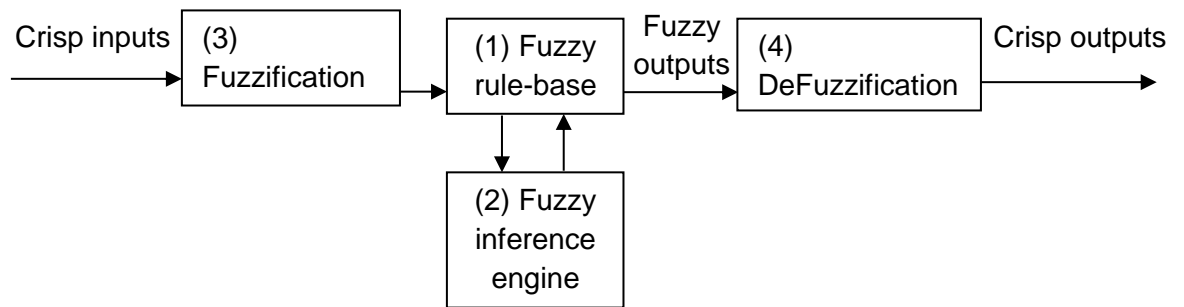 Crisp inputs
(3)
Fuzzification
(1) Fuzzy
rule-base
Fuzzy
outputs
(4)
DeFuzzification
Crisp outputs
(2) Fuzzy
inference
engine